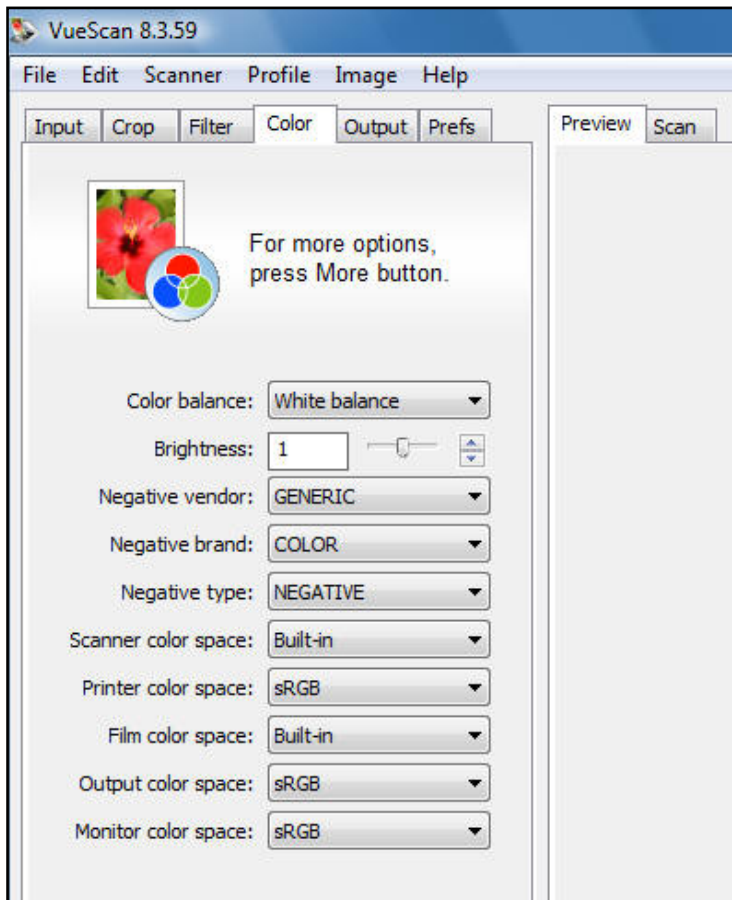 VueScan 8.3.59
File Edit Scanner Profile Image Help
Input Crop Filter Color Output Prefs Preview Scan
For more options,
press More button.
Color balance: White balance
Brightness: 1
Negative vendor: GENERIC
Negative brand: COLOR
Negative type: NEGATIVE
Scanner color space: Built-in
Printer color space: sRGB
Film color space: Built-in
Output color space: sRGB
Monitor color space: sRGB